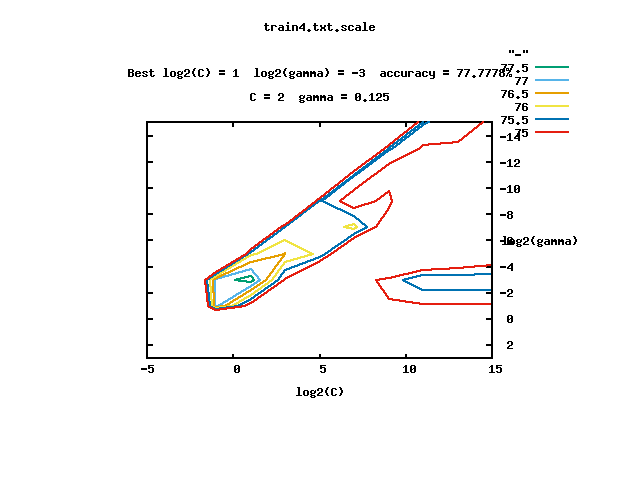 train4.txt.scale
"-"
Best log2(C) = 1  log2(gamma) = -3  accuracy = 77.7778%
77.5
77
76.5
C = 2  gamma = 0.125
76
75.5
75
-14
-12
-10
-8
-6
log2(gamma)
-4
-2
0
2
-5 0 5 10 15
log2(C)